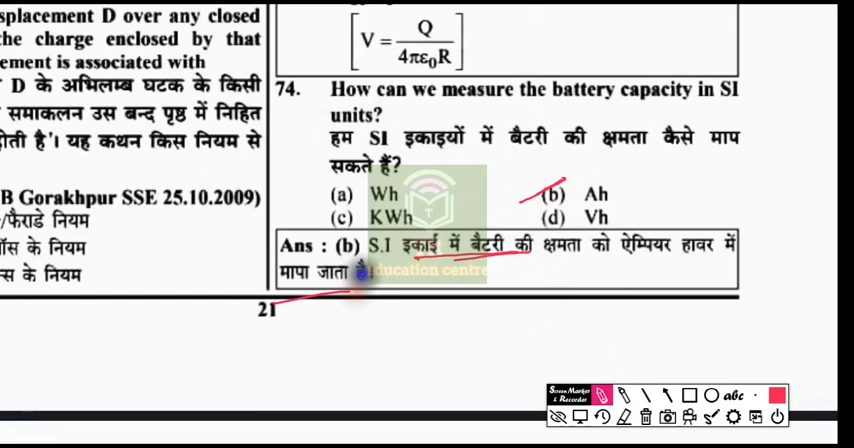 splacement D over any closed
the charge enclosed by that
ement is associated with
D के अभिलम्ब घटक के किसी
समाकलन उस बन्द पृष्ठ में निहित
होती है'। यह कथन किस नियम से
B Gorakhpur SSE 25.10.2009)
/फैराडे नियम
ॉस के नियम
्स के नियम
[V = Q / 4πε₀R]
74. How can we measure the battery capacity in SI
units?
हम SI इकाइयों में बैटरी की क्षमता कैसे माप
सकते हैं?
(a) Wh (b) Ah
(c) KWh (d) Vh
Ans : (b) S.I इकाई में बैटरी की क्षमता को ऐम्पियर हावर में
मापा जाता है।
education centre
21
Screen Marker
& Recorder
abc